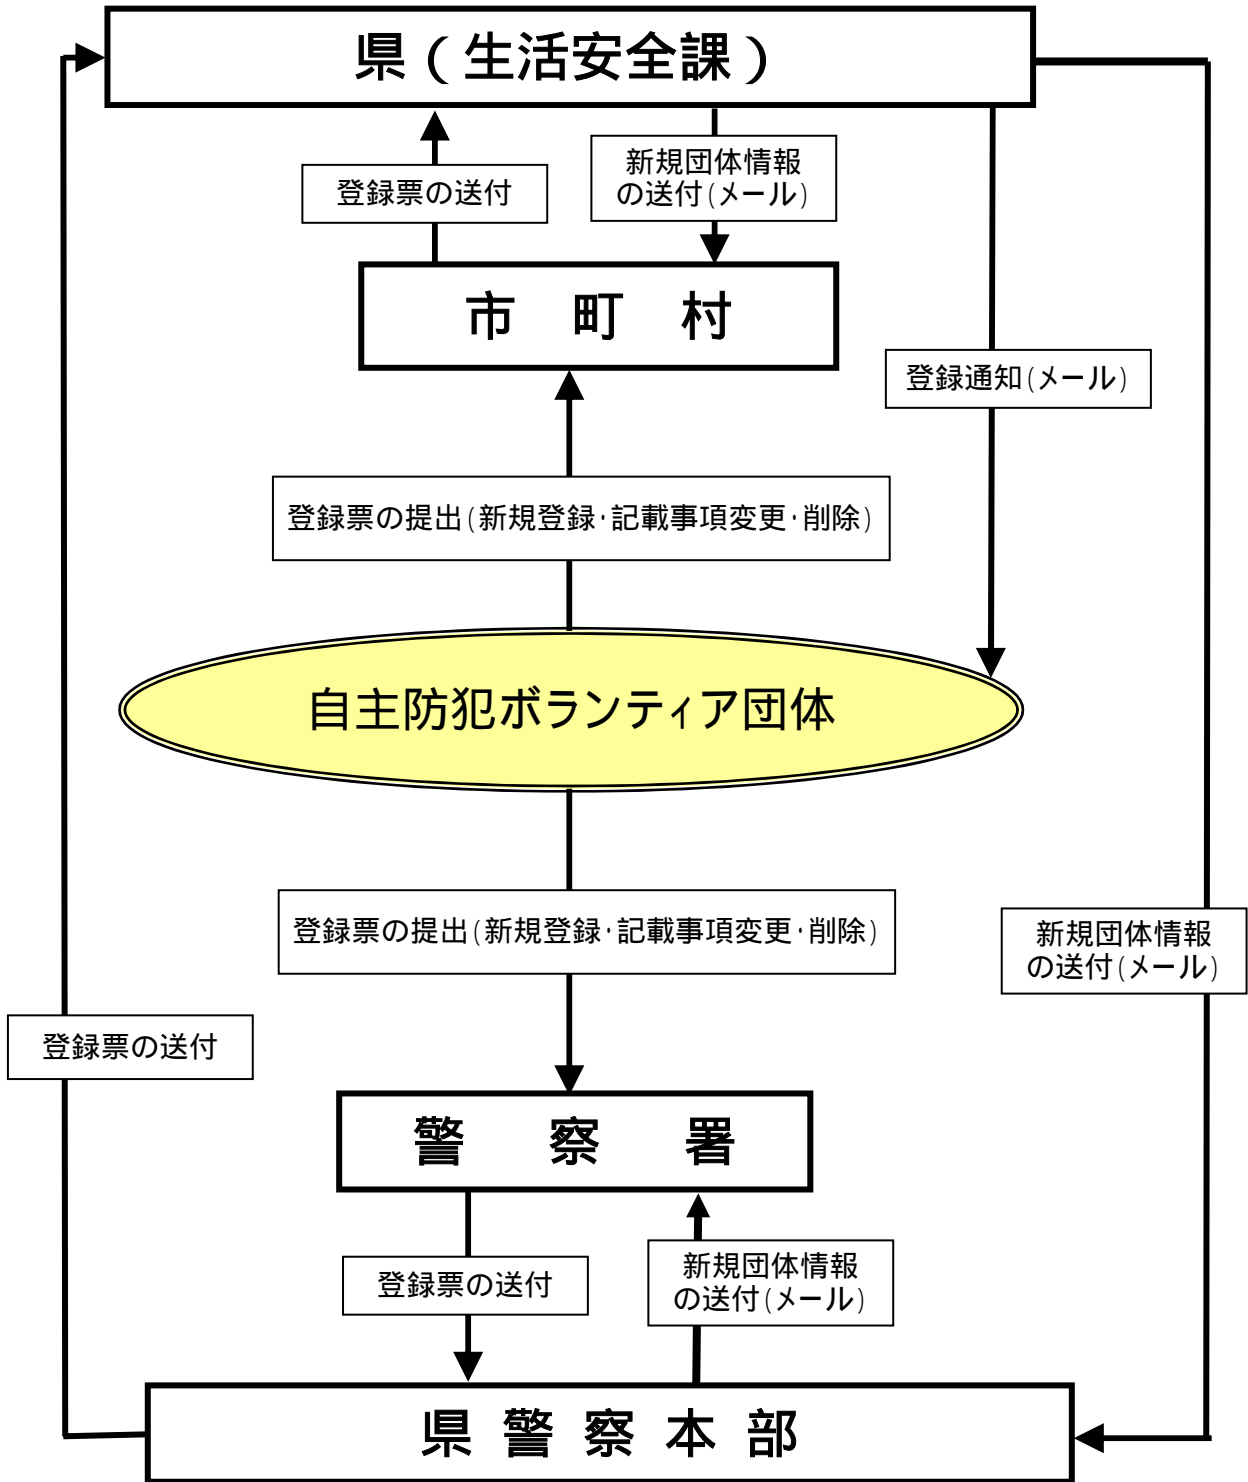 県（生活安全課）
登録票の送付
新規団体情報
の送付(メール)
市　町　村
登録通知(メール)
登録票の提出(新規登録･記載事項変更･削除)
自主防犯ボランティア団体
登録票の提出(新規登録･記載事項変更･削除)
新規団体情報
の送付(メール)
登録票の送付
警　察　署
登録票の送付
新規団体情報
の送付(メール)
県 警 察 本 部